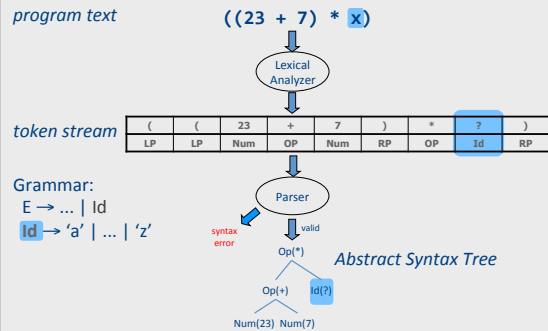 program text
((23 + 7) * x)
Lexical
Analyzer
token stream
( ( 23 + 7 ) * ? )
LP LP Num OP Num RP OP Id RP
Grammar:
E → ... | Id
Id → ‘a’ | ... | ‘z’
Parser
syntax
error
valid
Op(*)
Abstract Syntax Tree
Op(+) Id(?)
Num(23) Num(7)